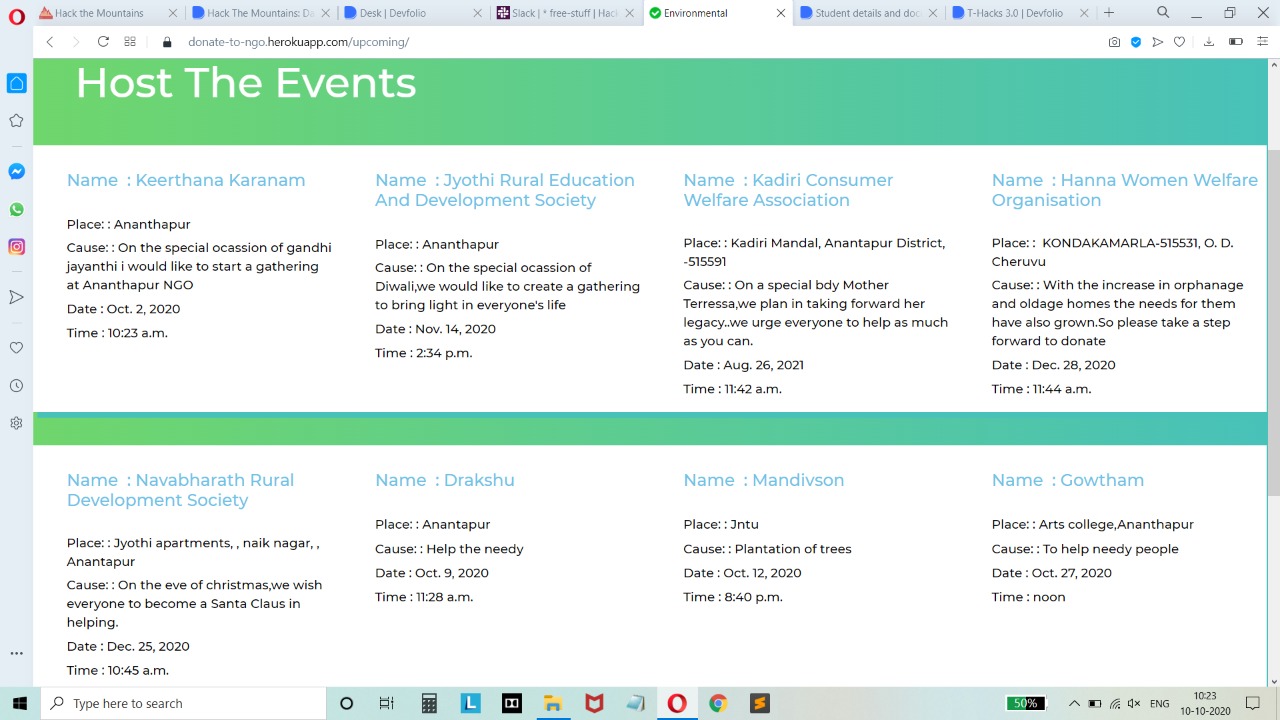 Hack the Mountains
Hack The Mountains: Da
Desk | Devfolio
Slack | * free-stuff | Hack
Environmental
Student details and doc
T-Hacks 3.0 | Devfolio
donate-to-ngo.herokuapp.com/upcoming/
Host The Events
Name : Keerthana Karanam
Place: : Ananthapur
Cause: : On the special ocassion of gandhi
jayanthi i would like to start a gathering
at Ananthapur NGO
Date : Oct. 2, 2020
Time : 10:23 a.m.
Name : Jyothi Rural Education
And Development Society
Place: : Ananthapur
Cause: : On the special ocassion of
Diwali,we would like to create a gathering
to bring light in everyone's life
Date : Nov. 14, 2020
Time : 2:34 p.m.
Name : Kadiri Consumer
Welfare Association
Place: : Kadiri Mandal, Anantapur District,
-515591
Cause: : On a special bdy Mother
Terressa,we plan in taking forward her
legacy..we urge everyone to help as much
as you can.
Date : Aug. 26, 2021
Time : 11:42 a.m.
Name : Hanna Women Welfare
Organisation
Place: : KONDAKAMARLA-515531, O. D.
Cheruvu
Cause: : With the increase in orphanage
and oldage homes the needs for them
have also grown.So please take a step
forward to donate
Date : Dec. 28, 2020
Time : 11:44 a.m.
Name : Navabharath Rural
Development Society
Place: : Jyothi apartments, , naik nagar, ,
Anantapur
Cause: : On the eve of christmas,we wish
everyone to become a Santa Claus in
helping.
Date : Dec. 25, 2020
Time : 10:45 a.m.
Name : Drakshu
Place: : Anantapur
Cause: : Help the needy
Date : Oct. 9, 2020
Time : 11:28 a.m.
Name : Mandivson
Place: : Jntu
Cause: : Plantation of trees
Date : Oct. 12, 2020
Time : 8:40 p.m.
Name : Gowtham
Place: : Arts college,Ananthapur
Cause: : To help needy people
Date : Oct. 27, 2020
Time : noon
Type here to search
50%
ENG
10:23
10-10-2020